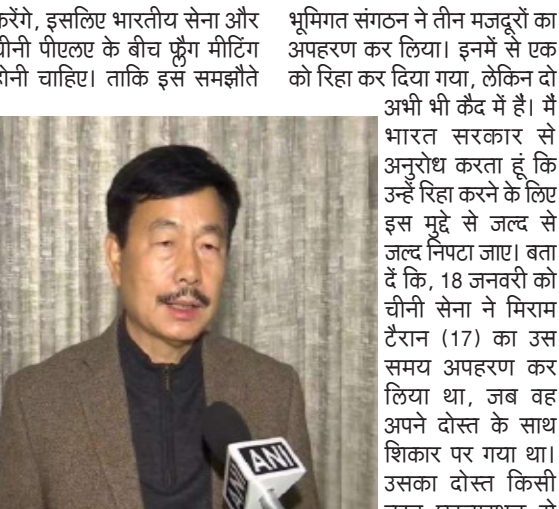 करेंगे, इसलिए भारतीय सेना और
चीनी पीएलए के बीच फ्लैग मीटिंग
होनी चाहिए। ताकि इस समझौते
भूमिगत संगठन ने तीन मजदूरों का
अपहरण कर लिया। इनमें से एक
को रिहा कर दिया गया, लेकिन दो
अभी भी कैद में हैं। मैं
भारत सरकार से
अनुरोध करता हूं कि
उन्हें रिहा करने के लिए
इस मुद्दे से जल्द से
जल्द निपटा जाए। बता
दें कि, 18 जनवरी को
चीनी सेना ने मिराम
टैरान (17) का उस
समय अपहरण कर
लिया था, जब वह
अपने दोस्त के साथ
शिकार पर गया था।
उसका दोस्त किसी
ANI
ANI